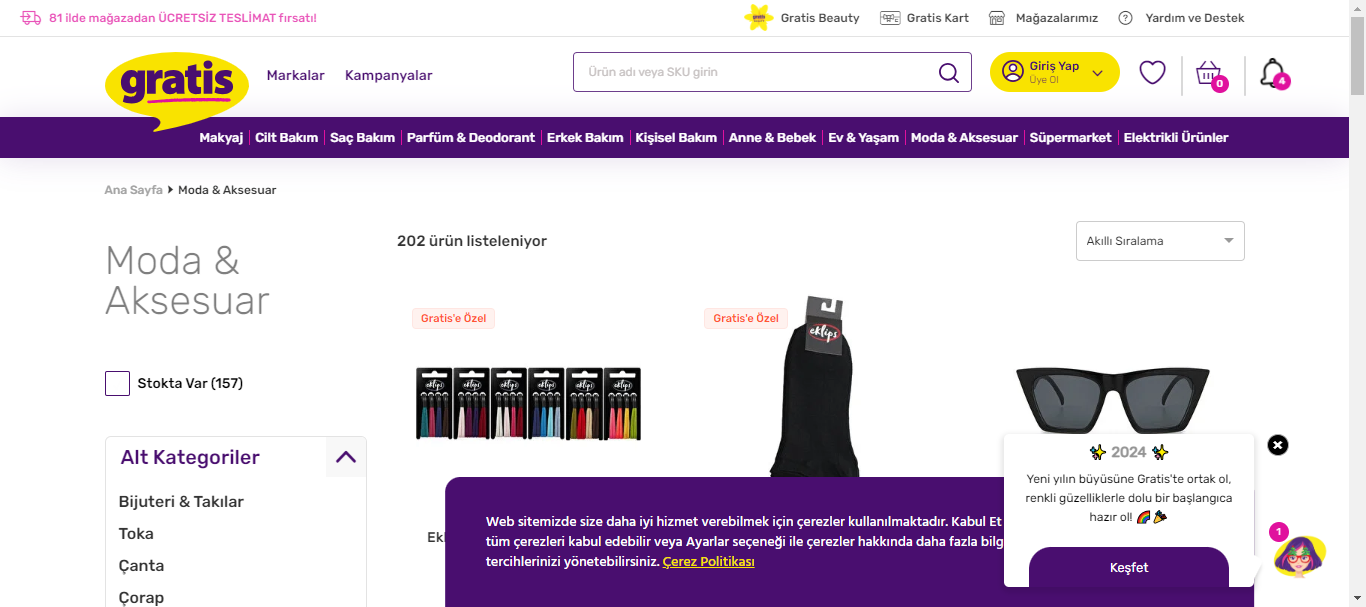 81 ilde mağazadan ÜCRETSİZ TESLİMAT fırsatı!
Gratis Beauty
Gratis Kart
Mağazalarımız
Yardım ve Destek
gratis
Markalar
Kampanyalar
Ürün adı veya SKU girin
Giriş Yap
Üye Ol
0
4
Makyaj
Cilt Bakım
Saç Bakım
Parfüm & Deodorant
Erkek Bakım
Kişisel Bakım
Anne & Bebek
Ev & Yaşam
Moda & Aksesuar
Süpermarket
Elektrikli Ürünler
Ana Sayfa
Moda & Aksesuar
Moda &
Aksesuar
202 ürün listeleniyor
Akıllı Sıralama
Stokta Var (157)
Alt Kategoriler
Bijuteri & Takılar
Toka
Çanta
Çorap
Gratis'e Özel
Gratis'e Özel
eklips
Web sitemizde size daha iyi hizmet verebilmek için çerezler kullanılmaktadır. Kabul Et
tüm çerezleri kabul edebilir veya Ayarlar seçeneği ile çerezler hakkında daha fazla bilg
tercihlerinizi yönetebilirsiniz. Çerez Politikası
✨ 2024 ✨
Yeni yılın büyüsüne Gratis'te ortak ol,
renkli güzelliklerle dolu bir başlangıca
hazır ol! 🌈 🎉
Keşfet
1